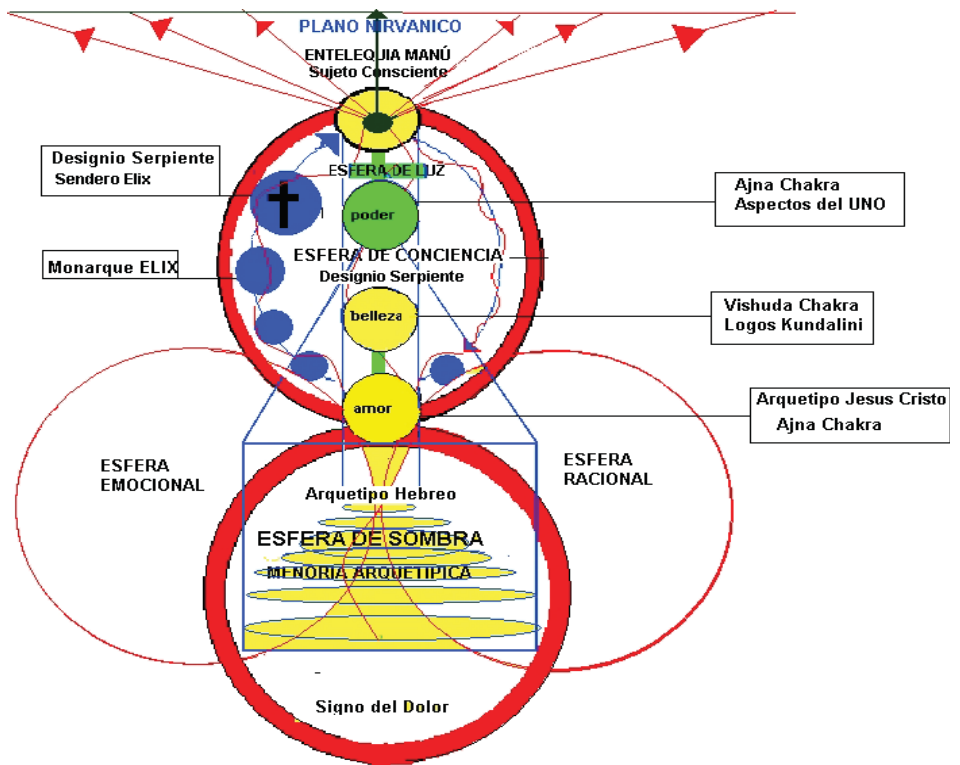 PLANO NIRVANICO
ENTELEQUIA MANÚ
Sujeto Consciente
Designio Serpiente
Sendero Elix
ESFERA DE LUZ
Ajna Chakra
Aspectos del UNO
poder
Monarque ELIX
ESFERA DE CONCIENCIA
Designio Serpiente
Vishuda Chakra
Logos Kundalini
belleza
Arquetipo Jesus Cristo
Ajna Chakra
amor
ESFERA
EMOCIONAL
ESFERA
RACIONAL
Arquetipo Hebreo
ESFERA DE SOMBRA
MENORIA ARQUETIPICA
Signo del Dolor